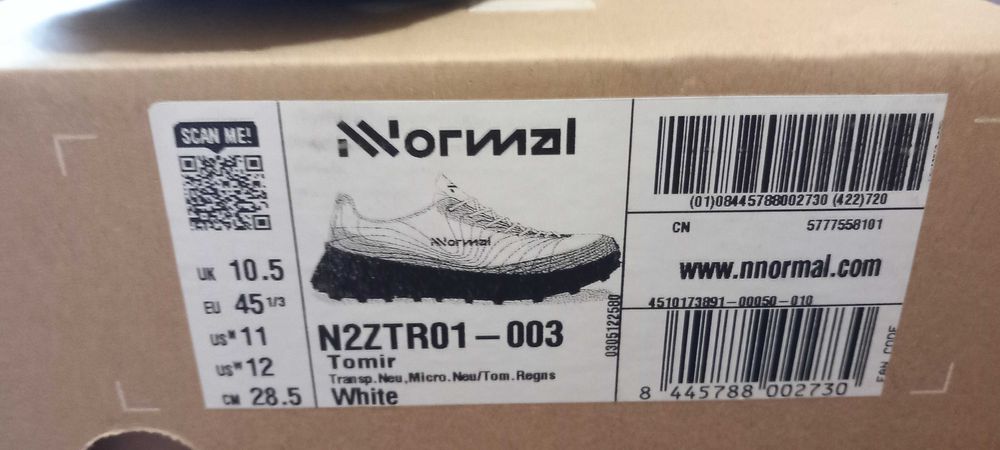 SCAN ME!
UK 10.5
EU 45 1/3
US M 11
US W 12
CM 28.5
NNormal
NNormal
N2ZTR01-003
Tomir
Transp.Neu,Micro.Neu/Tom.Regns
White
0305122580
(01)08445788002730 (422)720
CN 5777558101
www.nnormal.com
4510173891-00050-010
8 445788 002730
EAN CODE